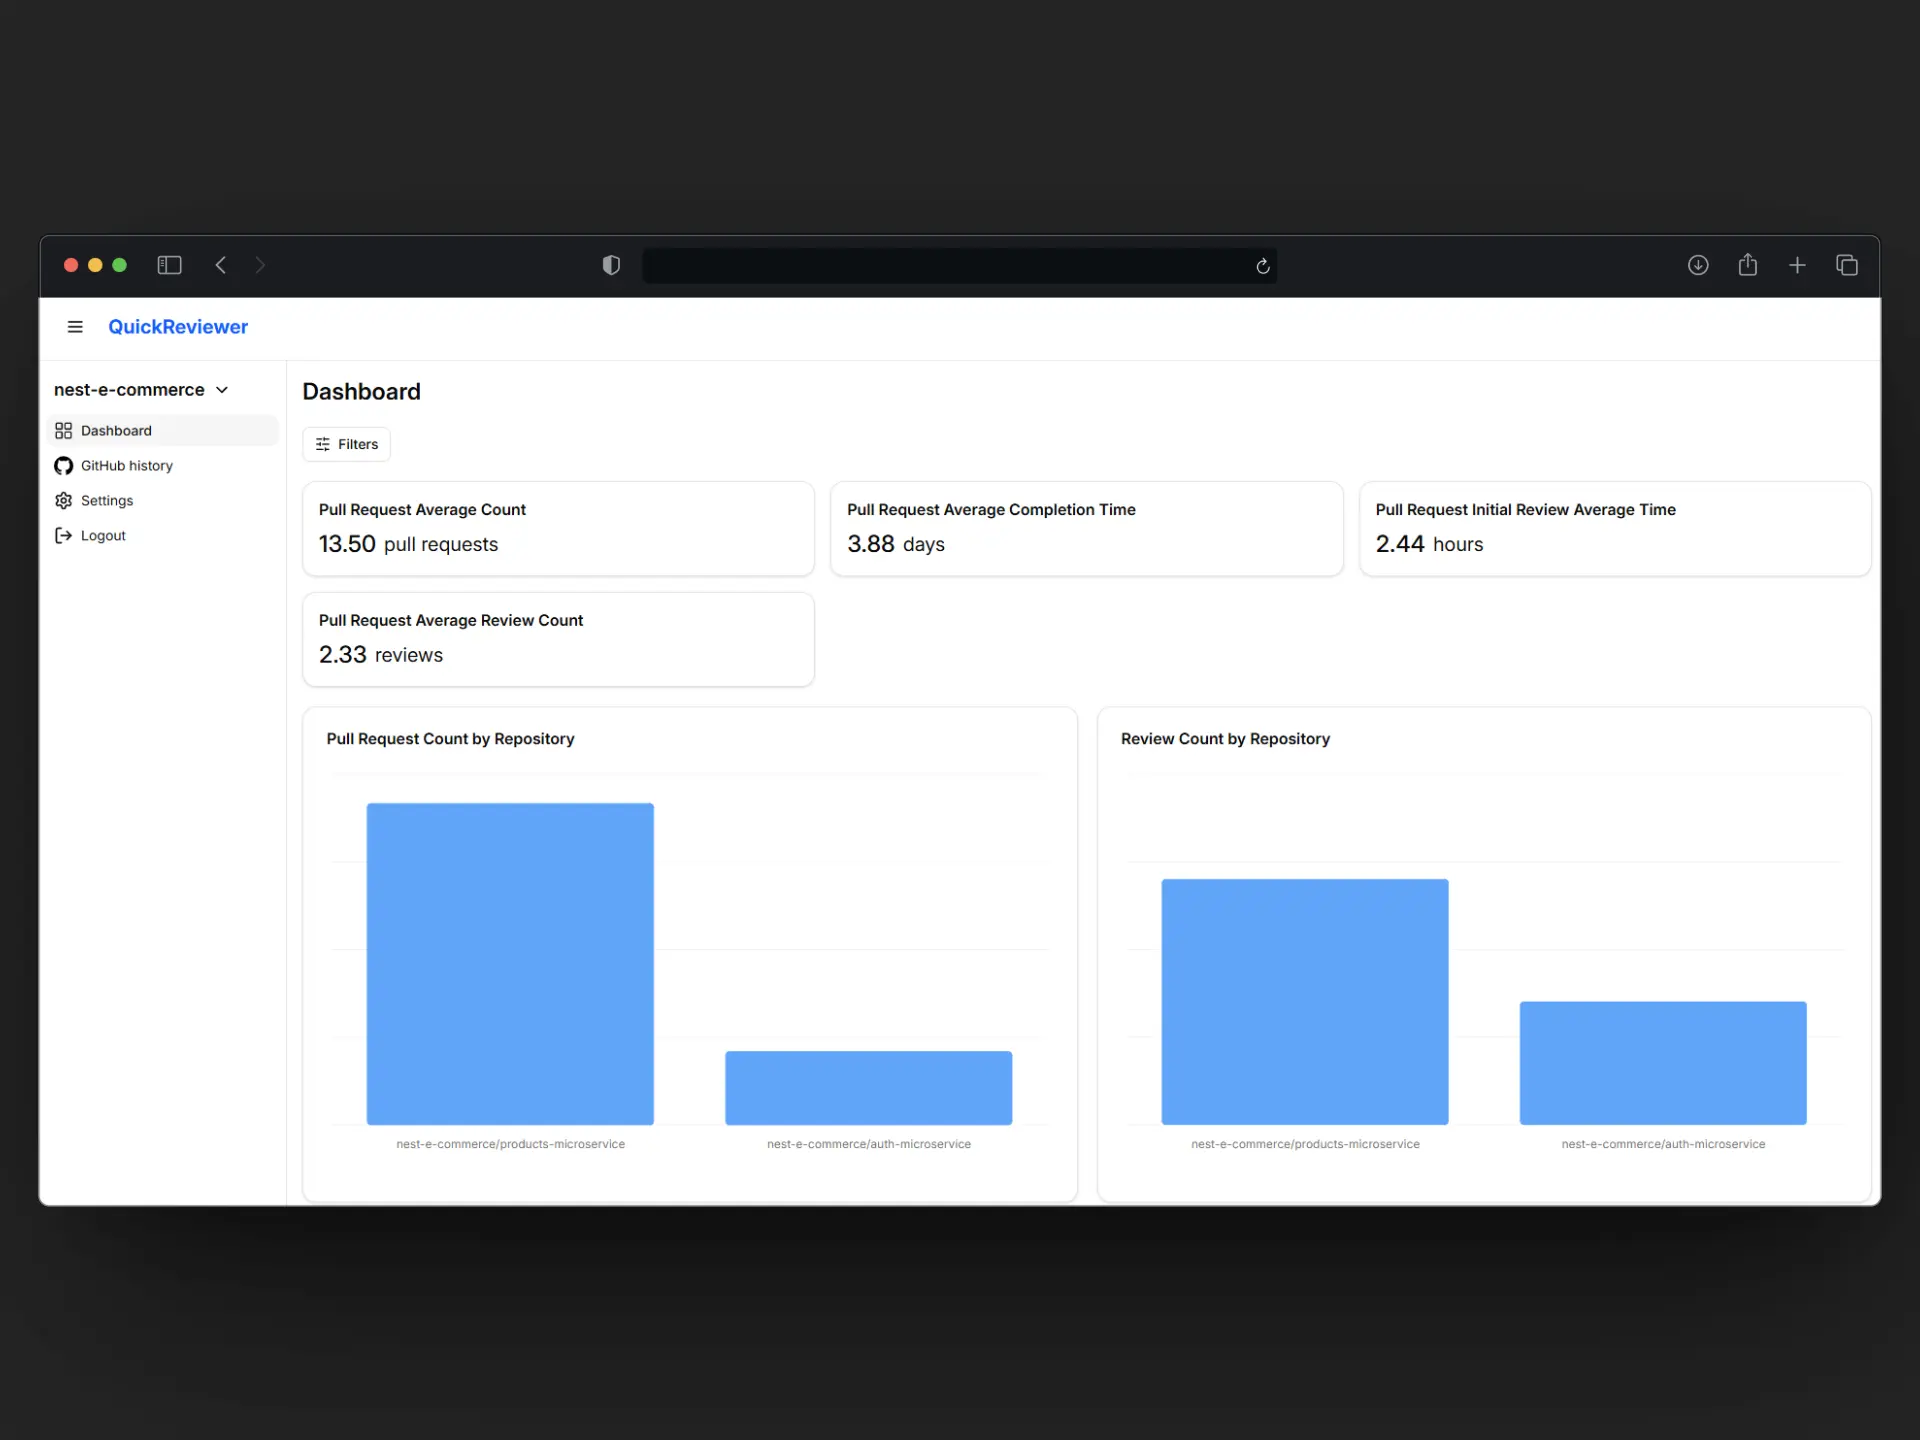 QuickReviewer
nest-e-commerce
Dashboard
GitHub history
Settings
Logout
Dashboard
Filters
Pull Request Average Count
13.50 pull requests
Pull Request Average Completion Time
3.88 days
Pull Request Initial Review Average Time
2.44 hours
Pull Request Average Review Count
2.33 reviews
Pull Request Count by Repository
nest-e-commerce/products-microservice
nest-e-commerce/auth-microservice
Review Count by Repository
nest-e-commerce/products-microservice
nest-e-commerce/auth-microservice